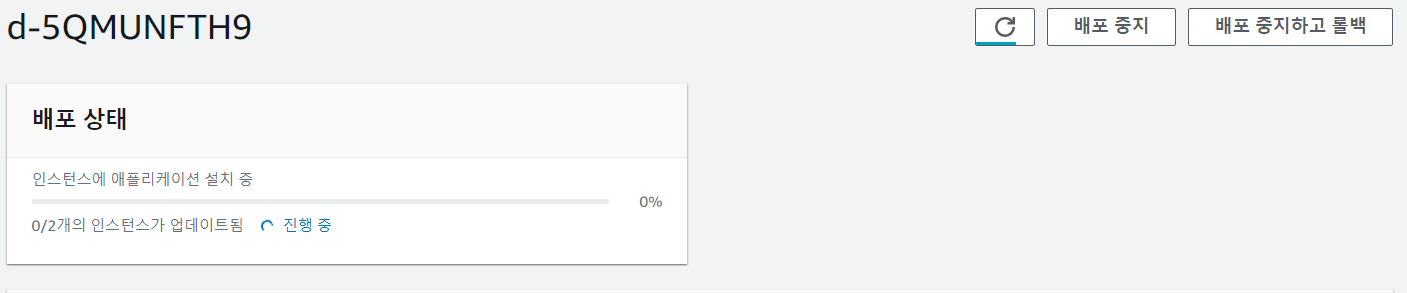 d-5QMUNFTH9
배포 중지
배포 중지하고 롤백
배포 상태
인스턴스에 애플리케이션 설치 중
0%
0/2개의 인스턴스가 업데이트됨 진행 중